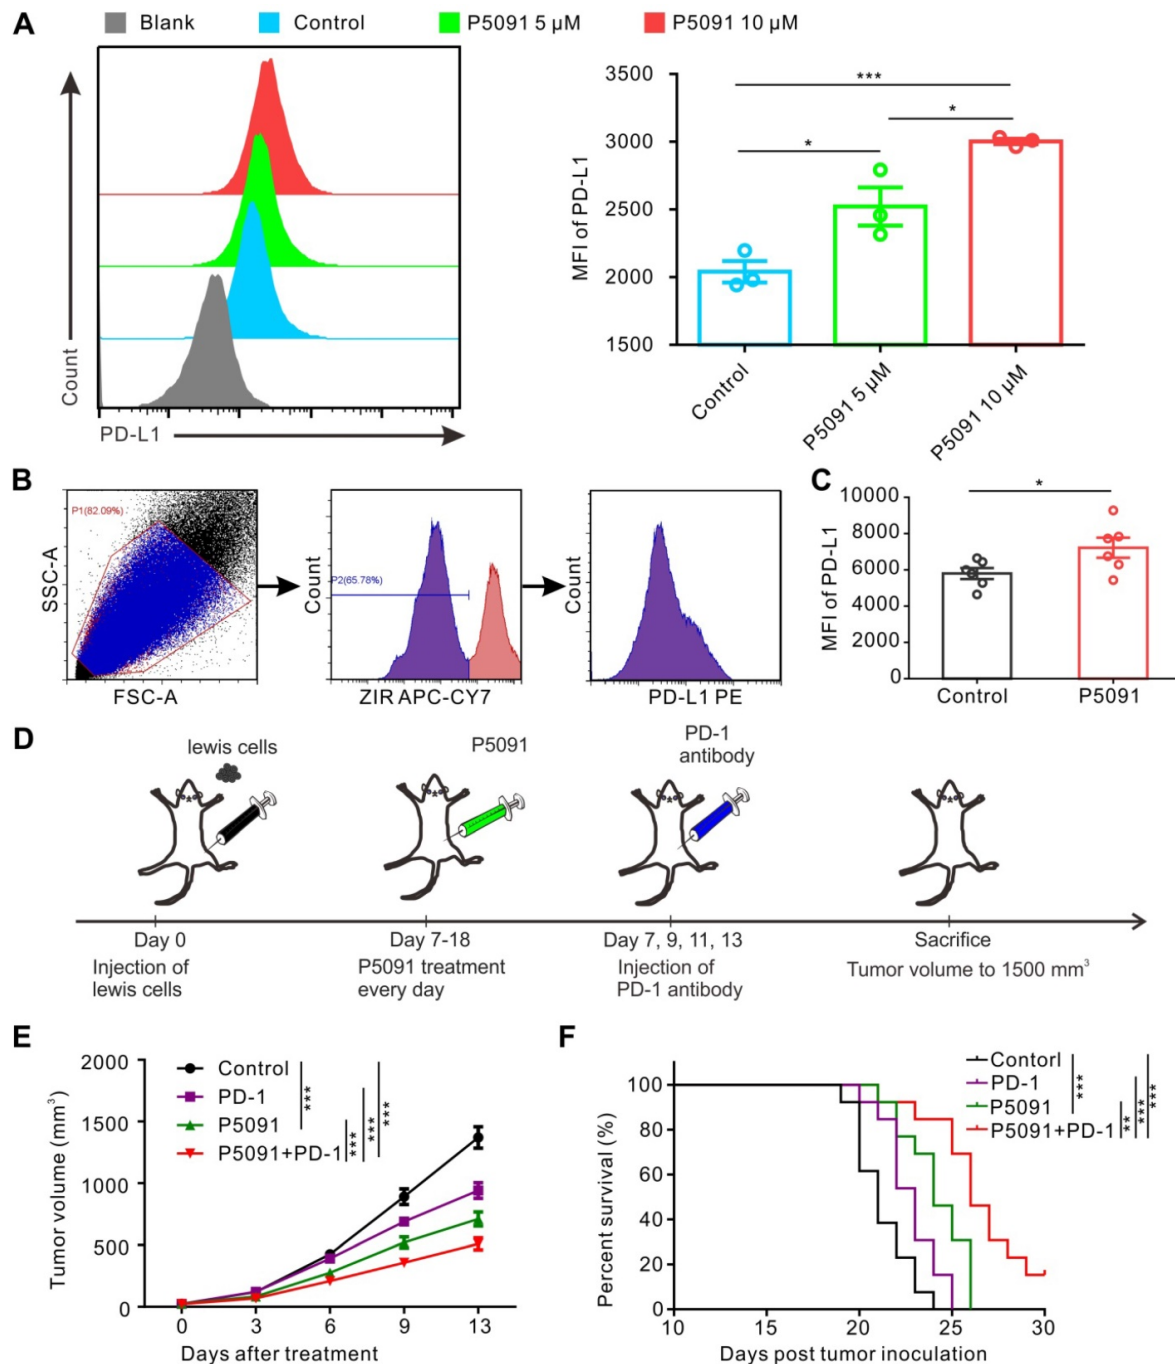 A
Blank
Control
P5091 5 μM
P5091 10 μM
Count
PD-L1
MFI of PD-L1
3500
3000
2500
2000
1500
***
*
*
Control
P5091 5 μM
P5091 10 μM
B
SSC-A
P1(82.09%)
FSC-A
Count
P2(65.78%)
ZIR APC-CY7
Count
PD-L1 PE
C
MFI of PD-L1
10000
8000
6000
4000
2000
0
*
Control
P5091
D
lewis cells
P5091
PD-1
antibody
Day 0
Day 7-18
Day 7, 9, 11, 13
Sacrifice
Injection of
lewis cells
P5091 treatment
every day
Injection of
PD-1 antibody
Tumor volume to 1500 mm³
E
Tumor volume (mm³)
2000
1500
1000
500
0
Control
PD-1
P5091
P5091+PD-1
***
***
***
***
0
3
6
9
13
Days after treatment
F
Percent survival (%)
100
80
60
40
20
0
Contorl
PD-1
P5091
P5091+PD-1
***
**
***
***
10
15
20
25
30
Days post tumor inoculation